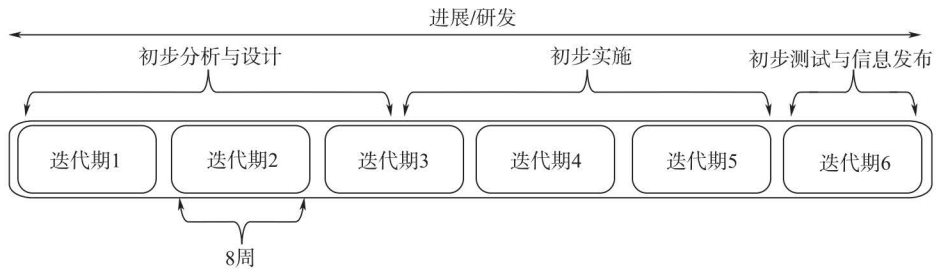 进展/研发
初步分析与设计
初步实施
初步测试与信息发布
迭代期1
迭代期2
迭代期3
迭代期4
迭代期5
迭代期6
8周